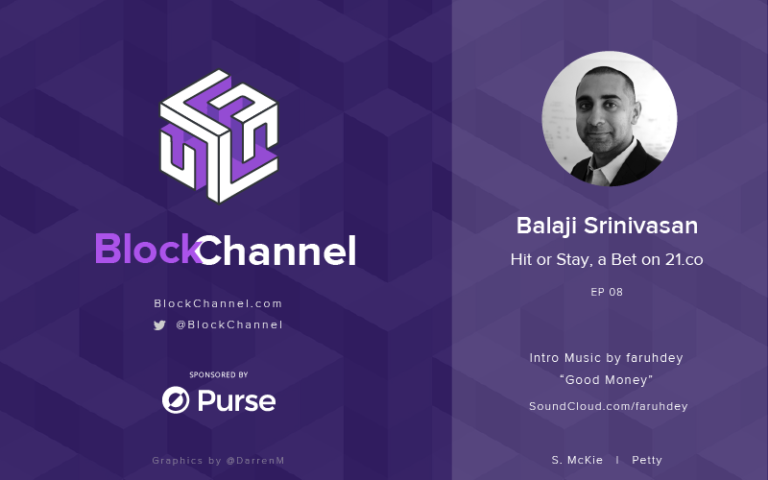 BlockChannel
BlockChannel.com
@BlockChannel
SPONSORED BY
Purse
Graphics by @DarrenM
Balaji Srinivasan
Hit or Stay, a Bet on 21.co
EP 08
Intro Music by faruhdey
“Good Money”
SoundCloud.com/faruhdey
S. McKie | Petty